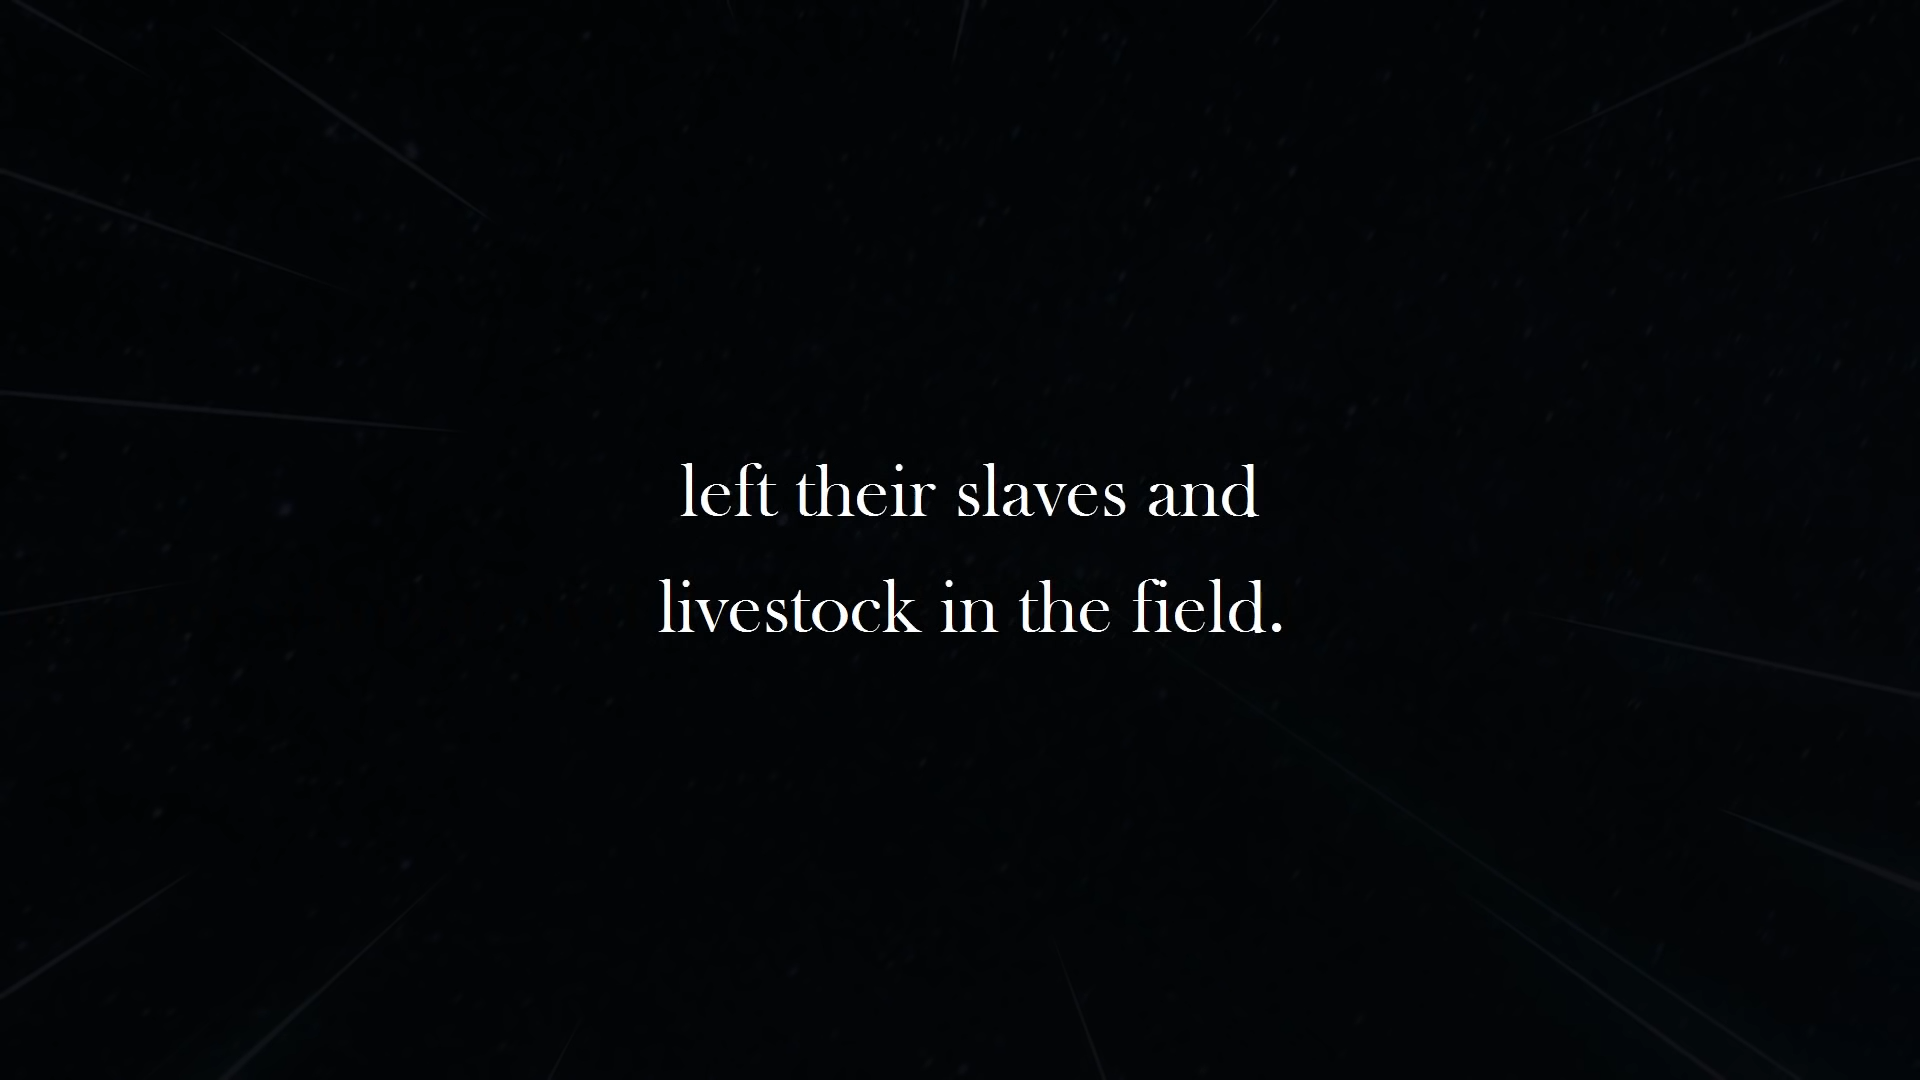 left their slaves and
livestock in the field.